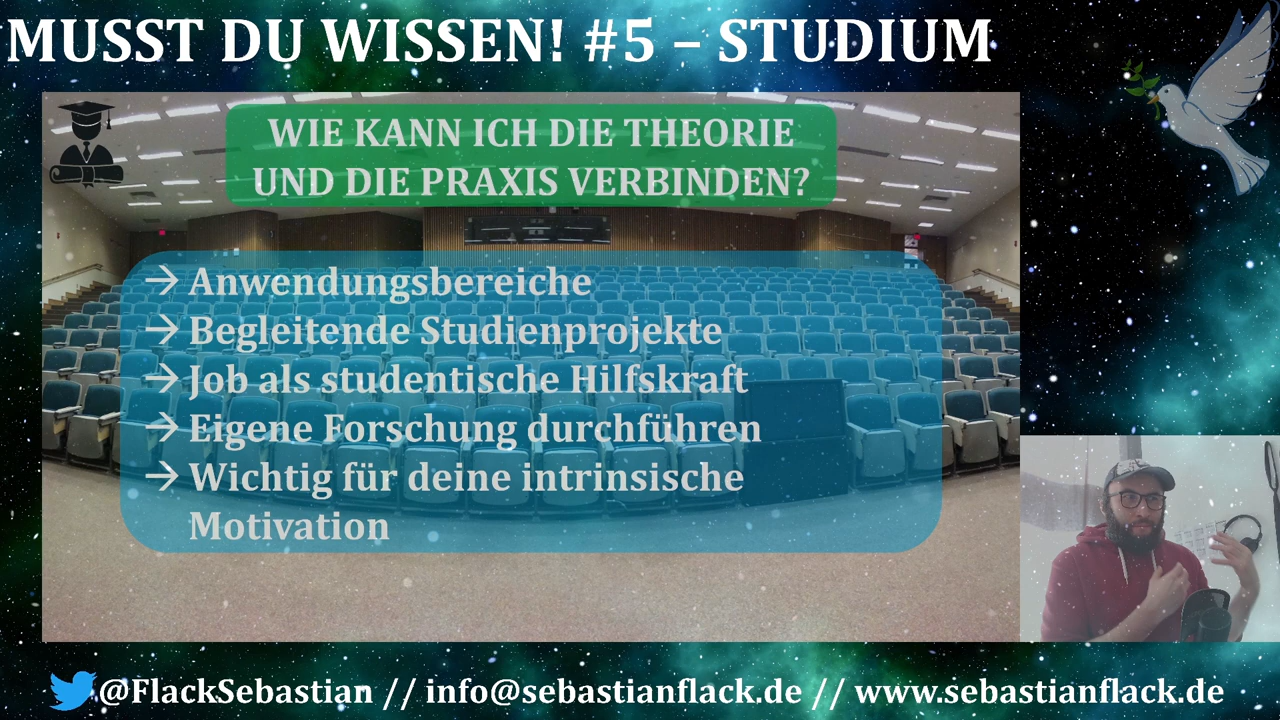 MUSST DU WISSEN! #5 – STUDIUM
WIE KANN ICH DIE THEORIE
UND DIE PRAXIS VERBINDEN?
→ Anwendungsbereiche
→ Begleitende Studienprojekte
→ Job als studentische Hilfskraft
→ Eigene Forschung durchführen
→ Wichtig für deine intrinsische
Motivation
@FlackSebastian // info@sebastianflack.de // www.sebastianflack.de